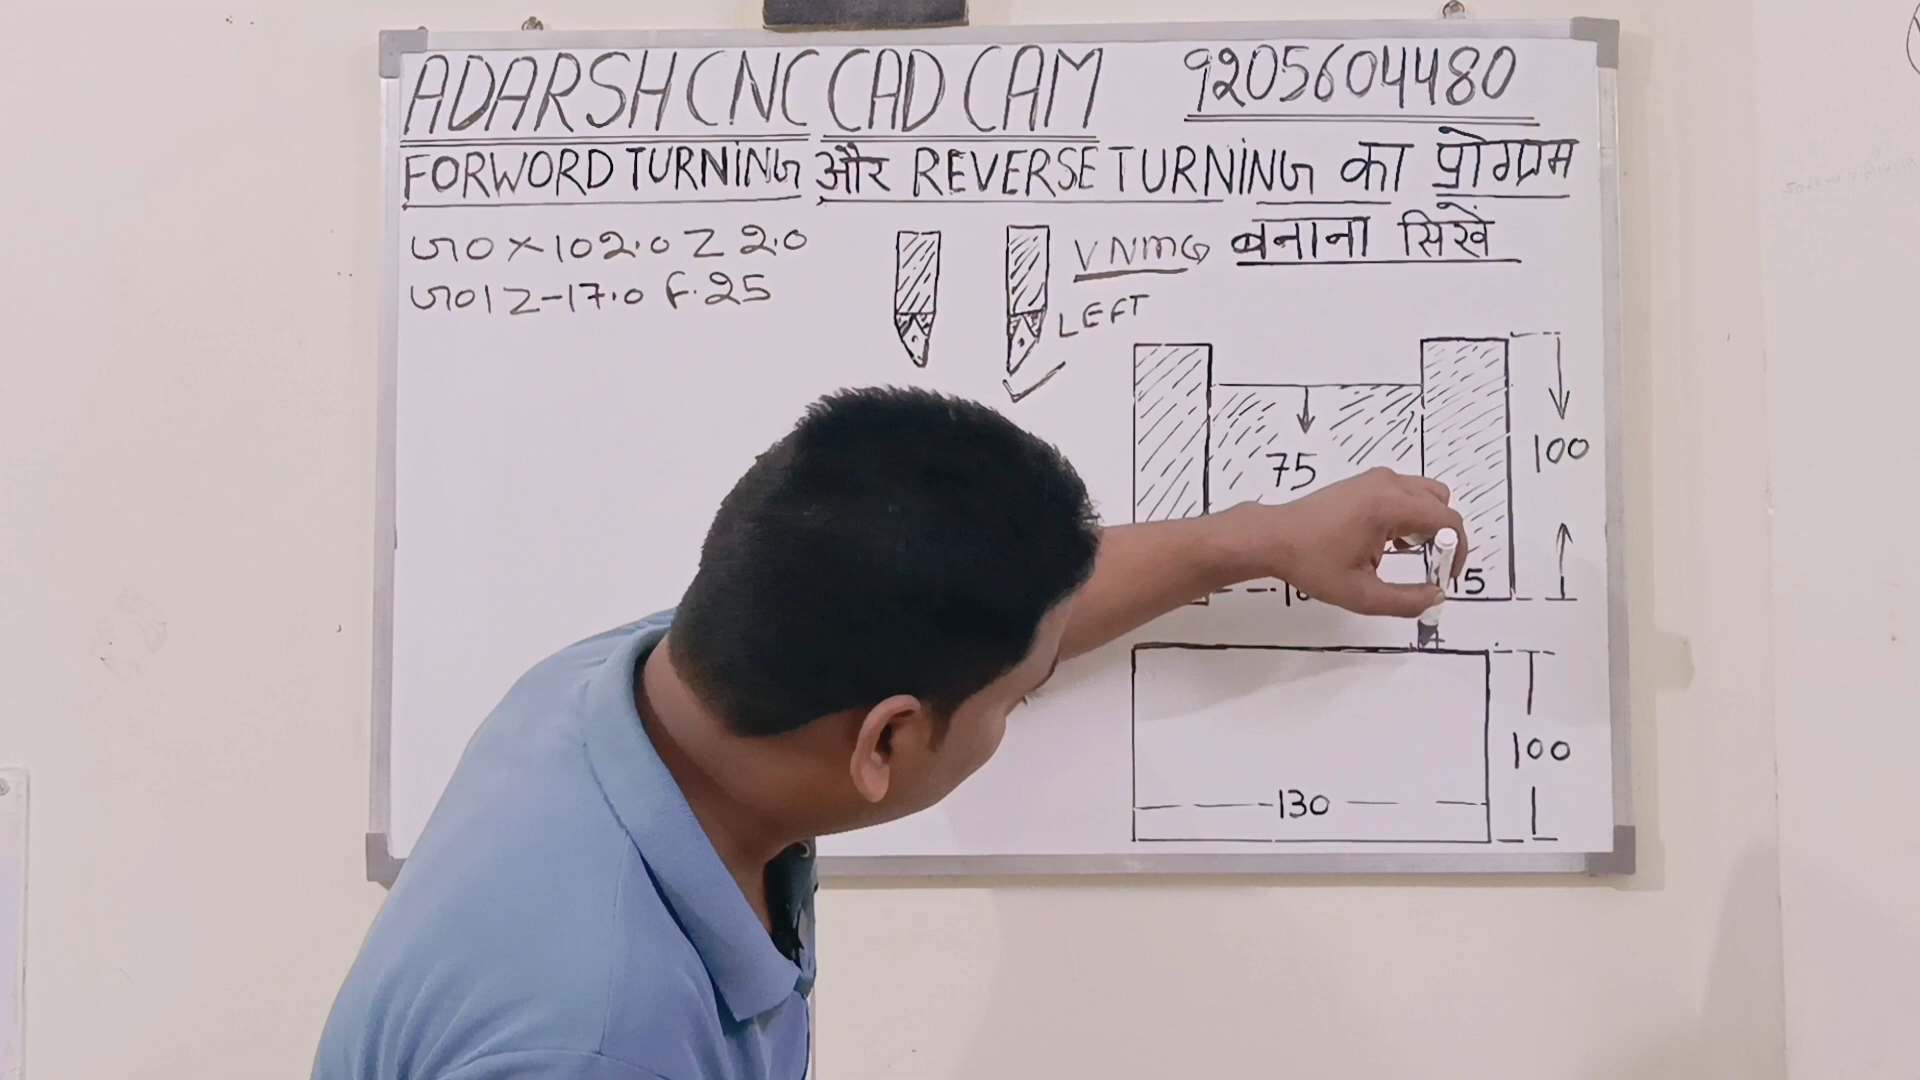 ADARSH CNC CAD CAM 9205604480
FORWORD TURNING और REVERSE TURNING का प्रोग्राम
बनाना सिखें
G0 X102.0 Z2.0
G01 Z-17.0 F.25
VNMG
LEFT
100
75
15
100
130